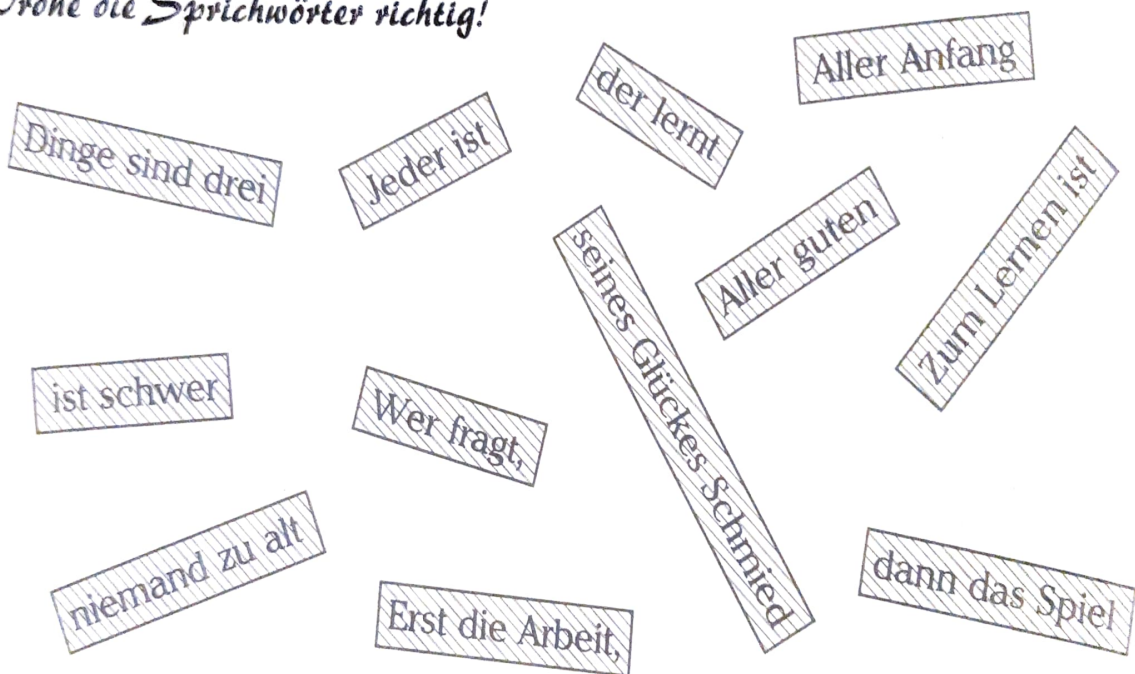 die Sprichwörter richtig!
Aller Anfang
der lernt
Dinge sind drei
Jeder ist
Aller guten
Zum Lernen ist
seines Glückes Schmied
ist schwer
Wer fragt,
niemand zu alt
Erst die Arbeit,
dann das Spiel